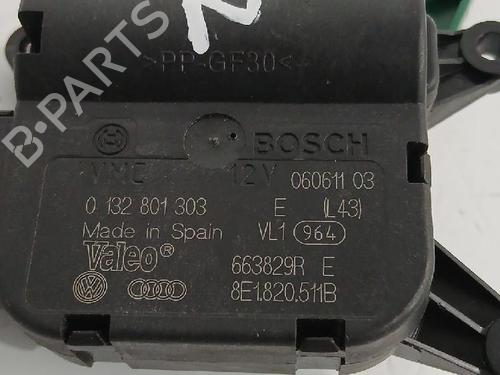 N
>PP-GF30<
BOSCH
VMC 12V 060611 03
0 132 801 303 E (L43)
Made in Spain VL1 964
Valeo® 663829R E
8E1.820.511B
B-PARTS